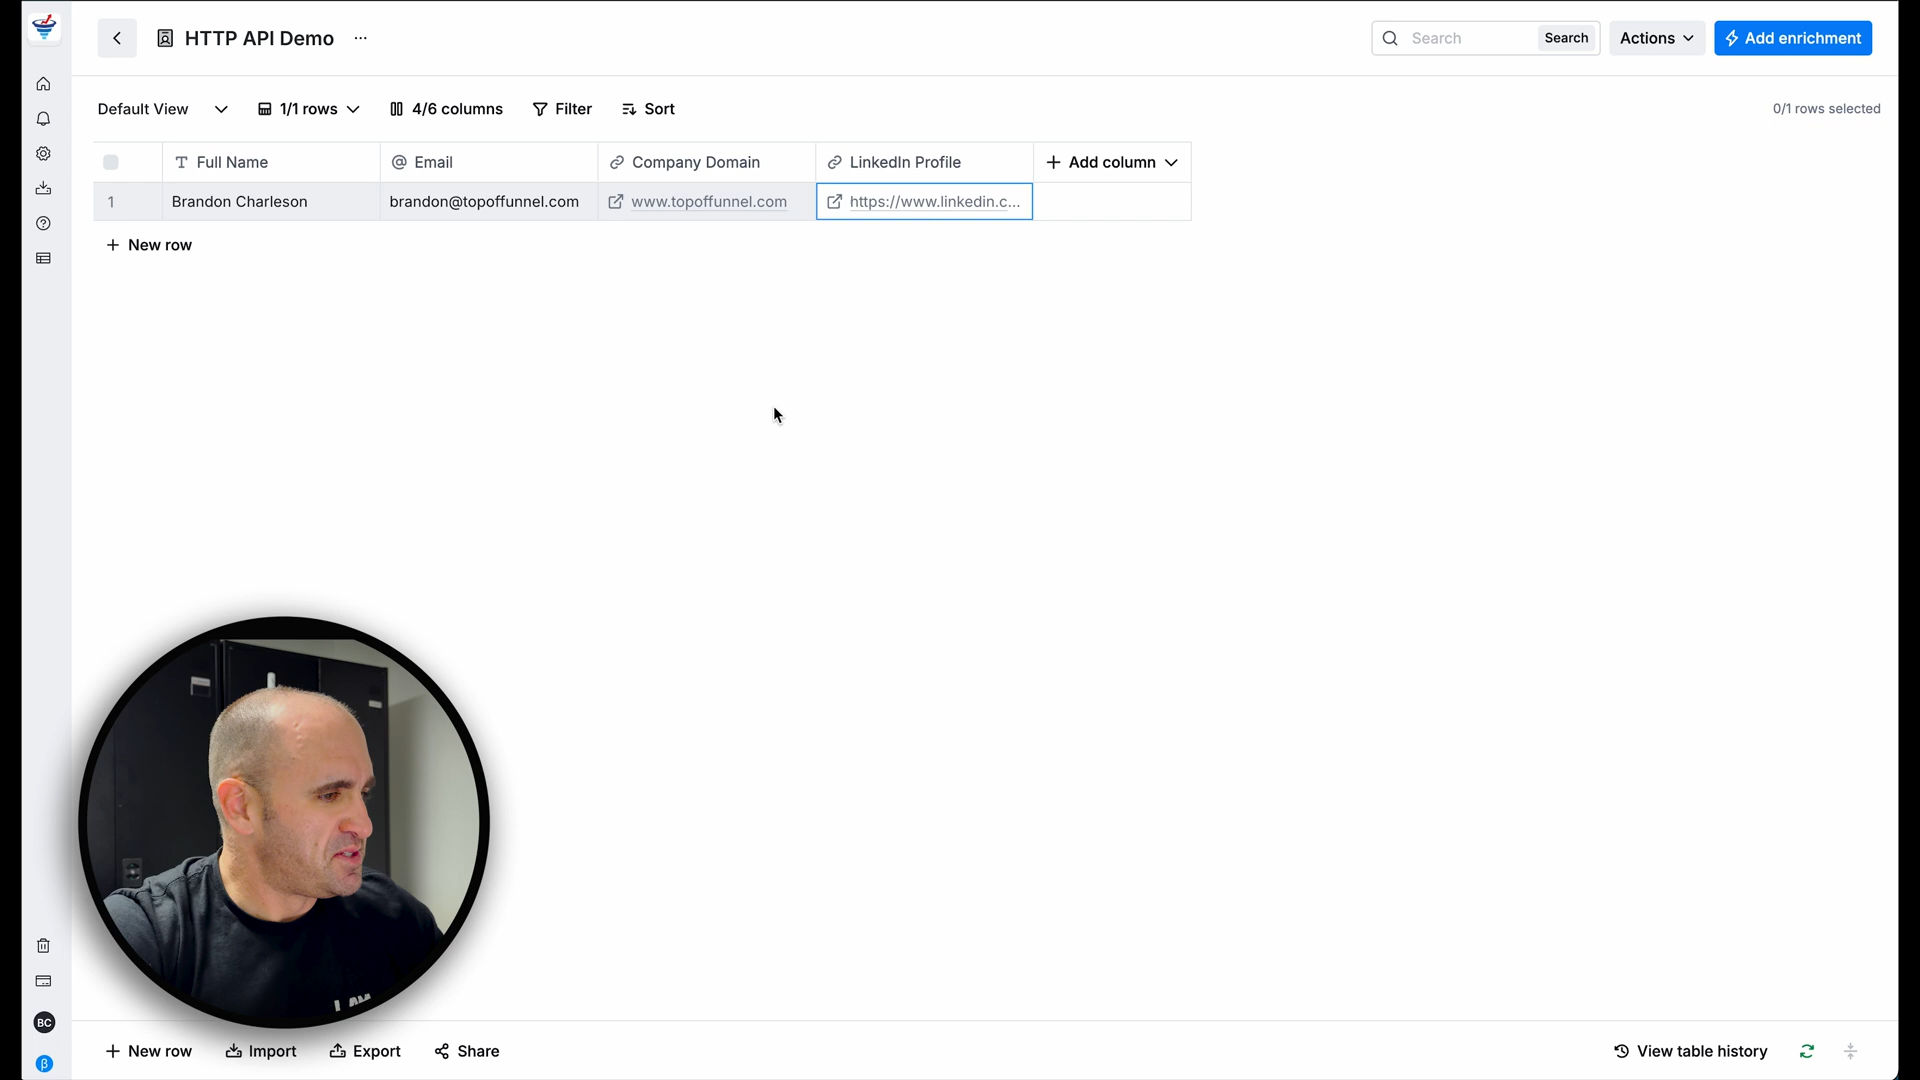 HTTP API Demo ...
Search Search
Actions
Add enrichment
Default View
1/1 rows
4/6 columns
Filter
Sort
0/1 rows selected
Full Name
Email
Company Domain
LinkedIn Profile
+ Add column
1
Brandon Charleson
brandon@topoffunnel.com
www.topoffunnel.com
https://www.linkedin.c...
+ New row
I AM
BC
β
+ New row
Import
Export
Share
View table history